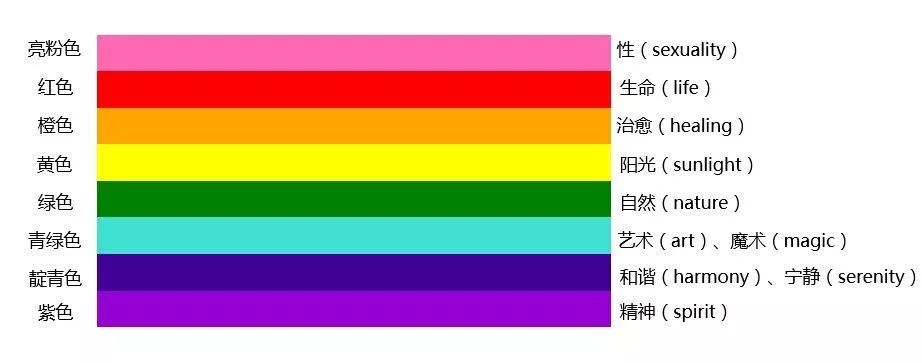 亮粉色 性（sexuality）
红色 生命（life）
橙色 治愈（healing）
黄色 阳光（sunlight）
绿色 自然（nature）
青绿色 艺术（art）、魔术（magic）
靛青色 和谐（harmony）、宁静（serenity）
紫色 精神（spirit）